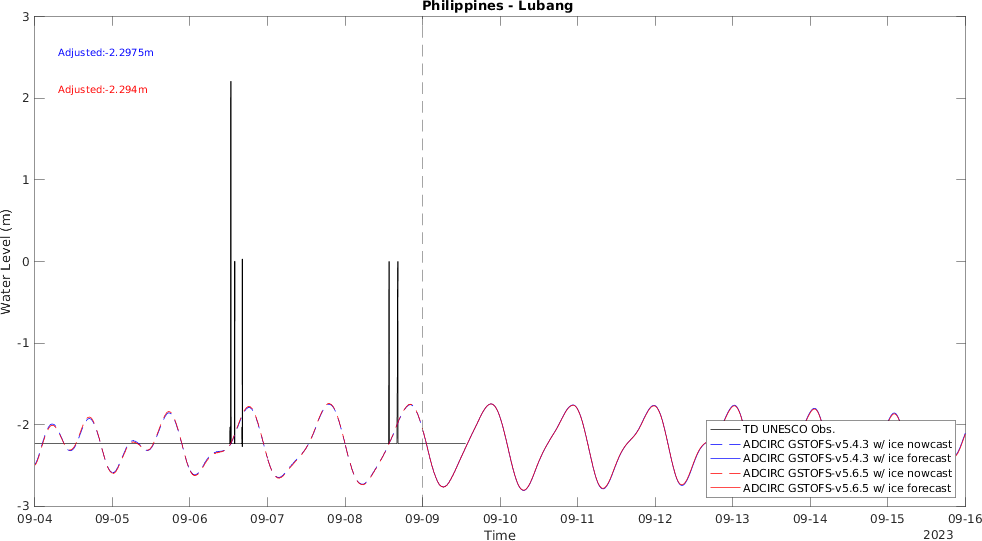 Philippines - Lubang
3
Adjusted:-2.2975m
Adjusted:-2.294m
2
1
0
-1
-2
-3
Water Level (m)
TD UNESCO Obs.
ADCIRC GSTOFS-v5.4.3 w/ ice nowcast
ADCIRC GSTOFS-v5.4.3 w/ ice forecast
ADCIRC GSTOFS-v5.6.5 w/ ice nowcast
ADCIRC GSTOFS-v5.6.5 w/ ice forecast
09-04 09-05 09-06 09-07 09-08 09-09 09-10 09-11 09-12 09-13 09-14 09-15 09-16
Time
2023